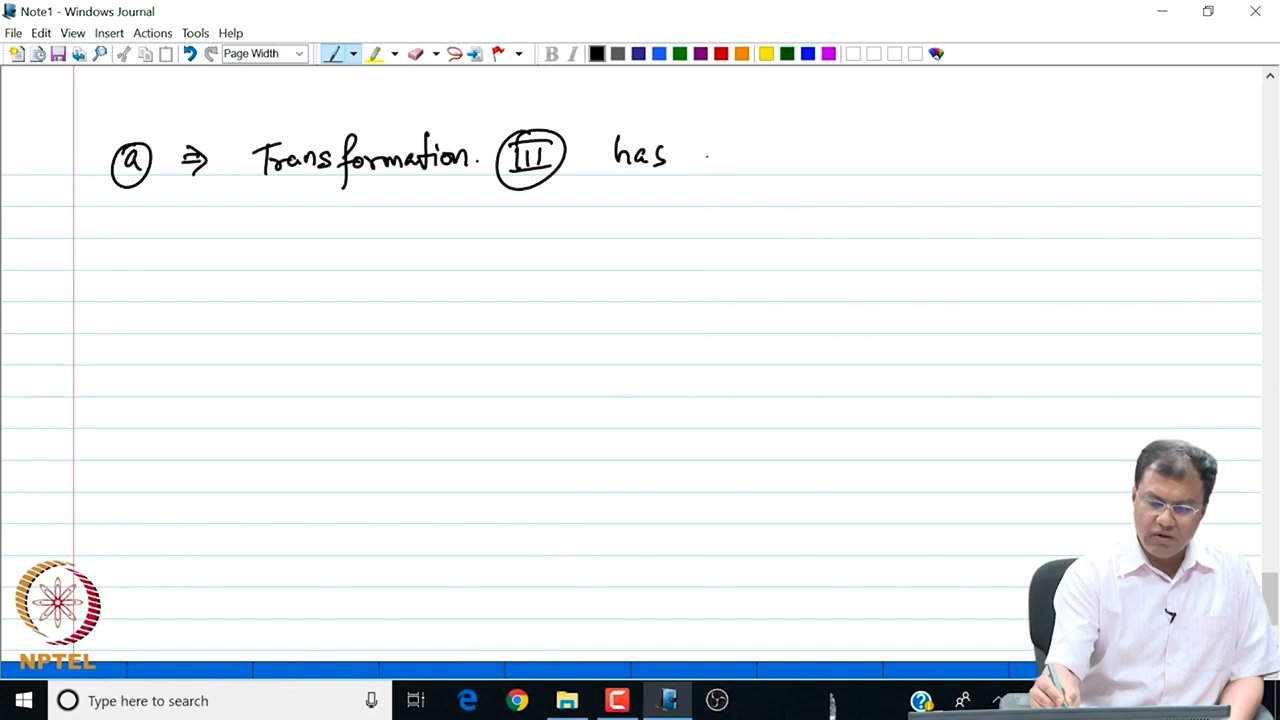 Note1 - Windows Journal
File Edit View Insert Actions Tools Help
Page Width
B I
a ⇒ Transformation. III has
NPTEL
Type here to search